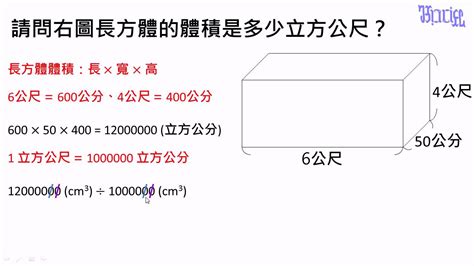 請問右圖長方體的體積是多少立方公尺？
長方體體積：長 × 寬 × 高
6公尺 = 600公分、4公尺 = 400公分
600 × 50 × 400 = 12000000 (立方公分)
1 立方公尺 = 1000000 立方公分
12000000 (cm³) ÷ 1000000 (cm³)
4公尺
50公分
6公尺